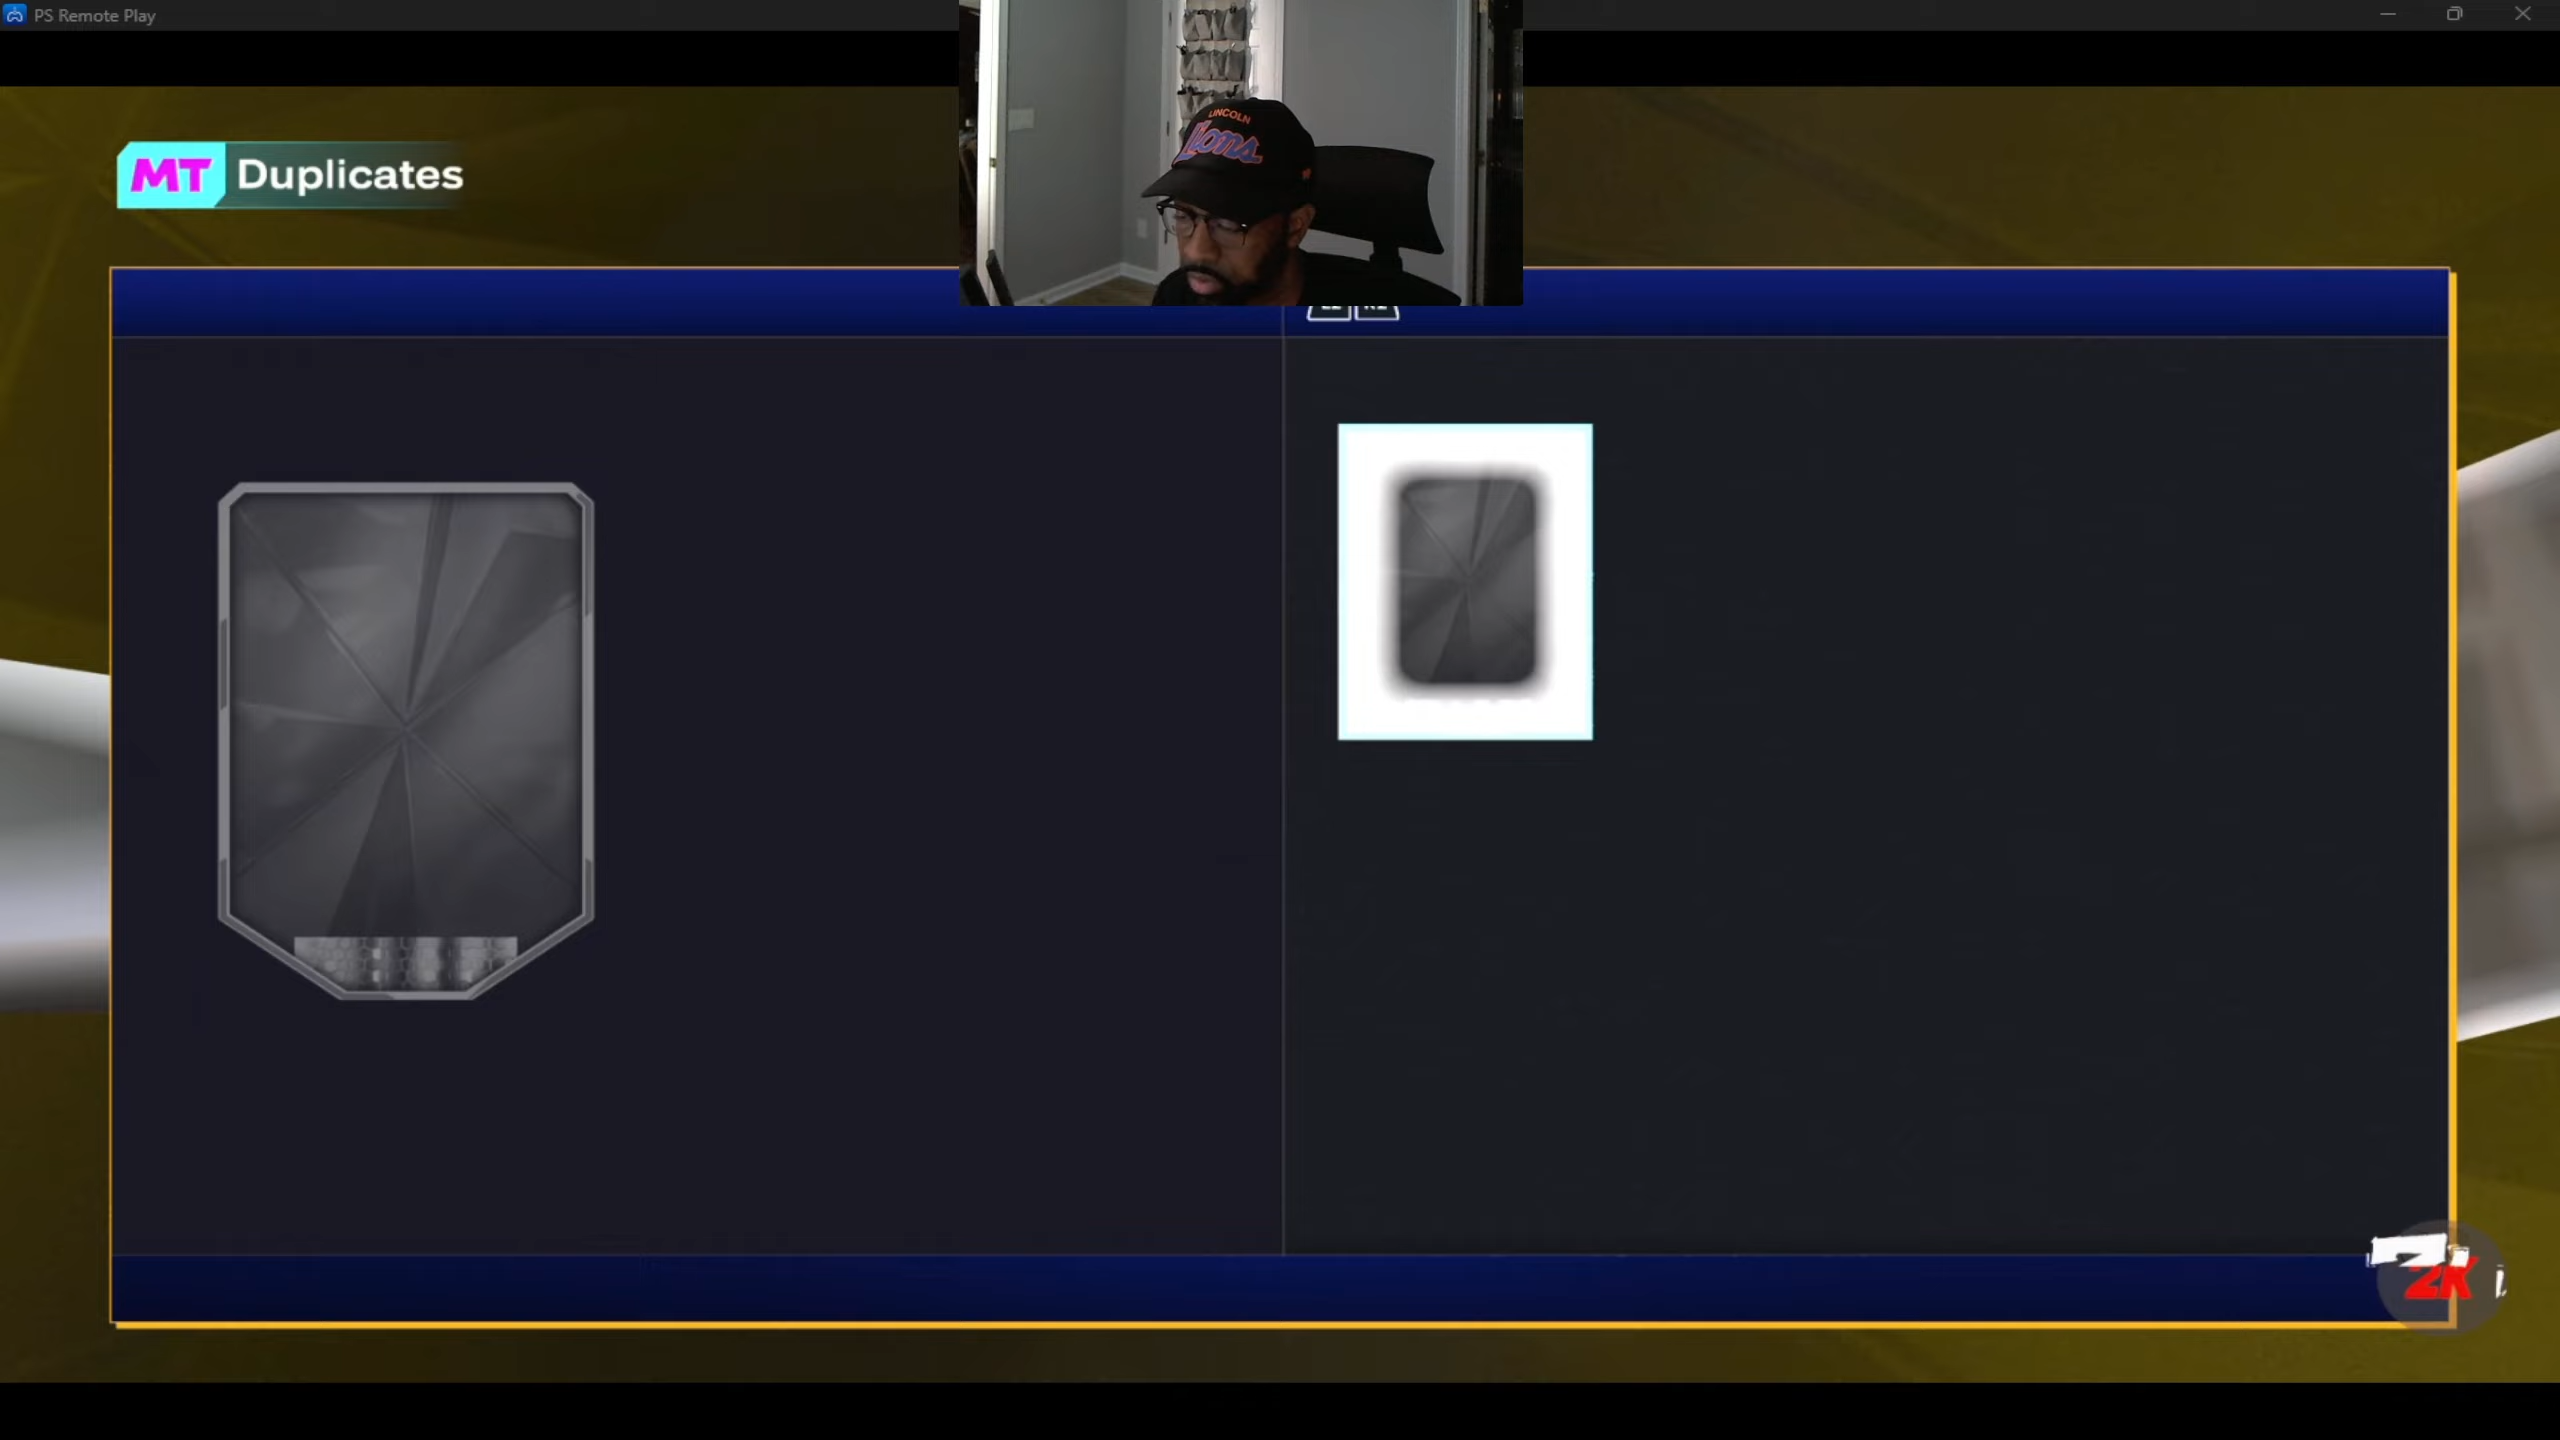 PS Remote Play
LINCOLN
Lions
MT Duplicates
2K